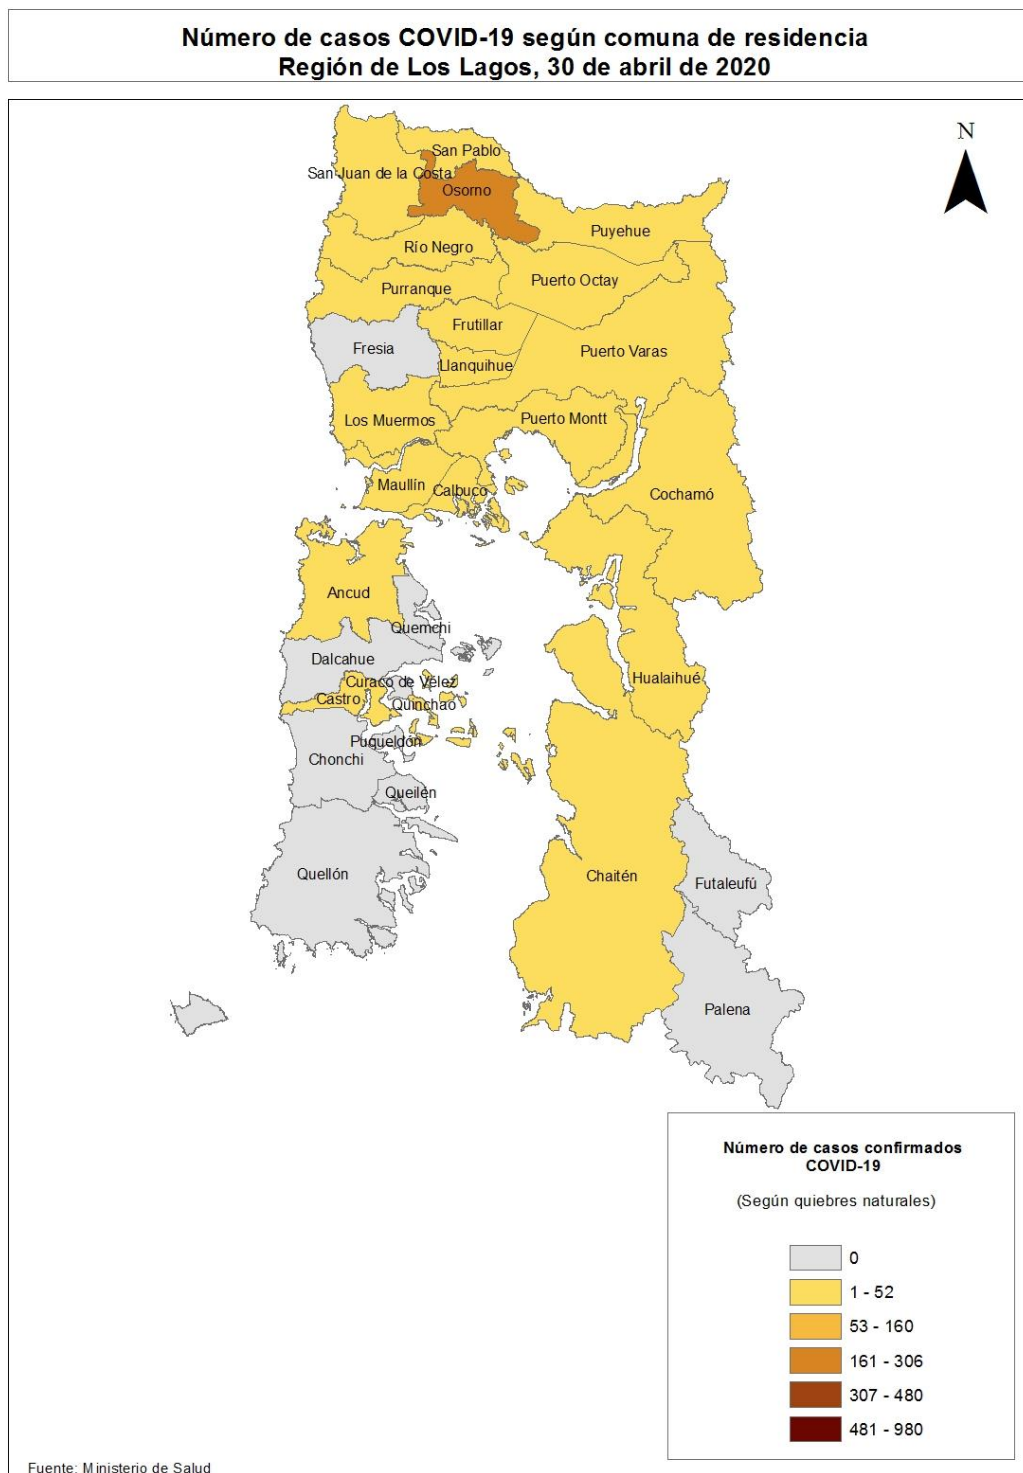 Número de casos COVID-19 según comuna de residencia
Región de Los Lagos, 30 de abril de 2020
N
San Pablo
San Juan de la Costa
Osorno
Puyehue
Río Negro
Puerto Octay
Purranque
Frutillar
Fresia
Puerto Varas
Llanquihue
Los Muermos
Puerto Montt
Maullín
Calbuco
Cochamó
Ancud
Quemchi
Dalcahue
Curaco de Vélez
Hualaihué
Castro
Quinchao
Puqueldón
Chonchi
Queilén
Quellón
Chaitén
Futaleufú
Palena
Número de casos confirmados
COVID-19
(Según quiebres naturales)
0
1 - 52
53 - 160
161 - 306
307 - 480
481 - 980
Fuente: Ministerio de Salud